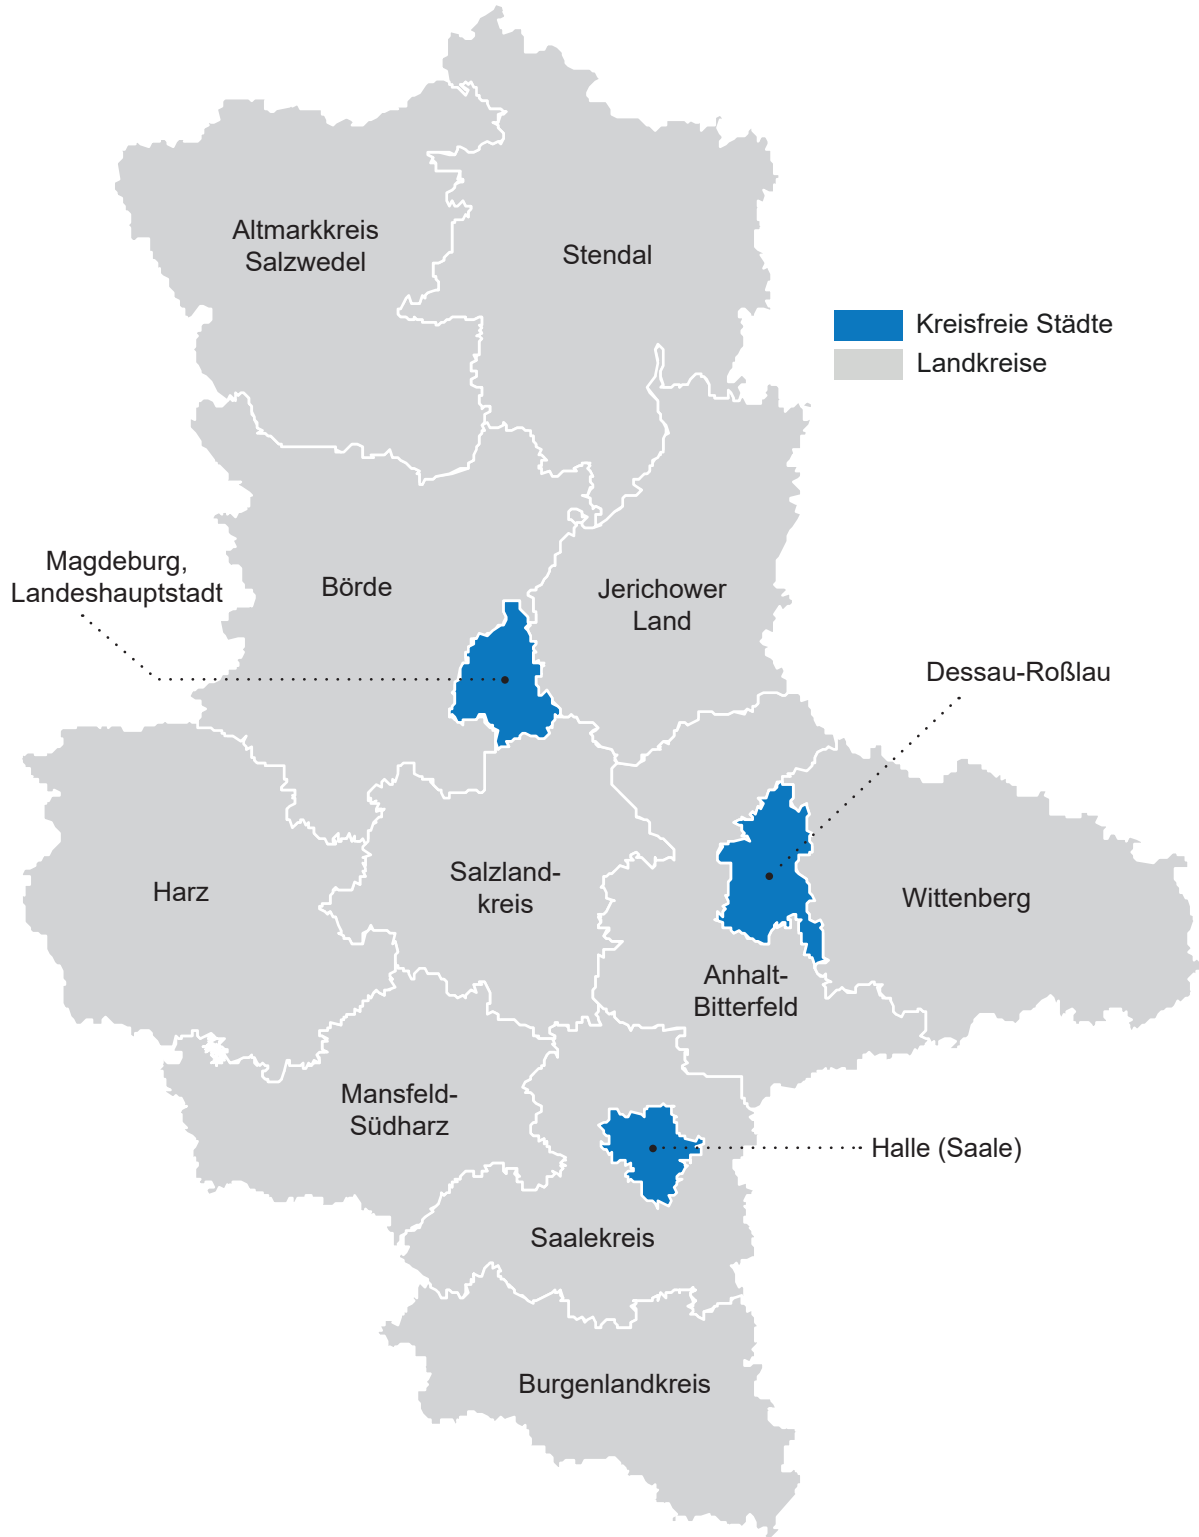 Altmarkkreis
Salzwedel
Stendal
Kreisfreie Städte
Landkreise
Magdeburg,
Landeshauptstadt
Börde
Jerichower
Land
Dessau-Roßlau
Harz
Salzland-
kreis
Wittenberg
Anhalt-
Bitterfeld
Mansfeld-
Südharz
Halle (Saale)
Saalekreis
Burgenlandkreis